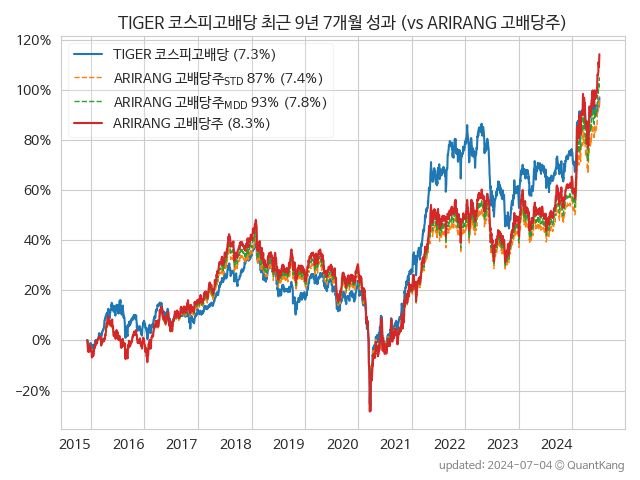 TIGER 코스피고배당 최근 9년 7개월 성과 (vs ARIRANG 고배당주)
120%
100%
80%
60%
40%
20%
0%
−20%
TIGER 코스피고배당 (7.3%)
ARIRANG 고배당주STD 87% (7.4%)
ARIRANG 고배당주MDD 93% (7.8%)
ARIRANG 고배당주 (8.3%)
2015 2016 2017 2018 2019 2020 2021 2022 2023 2024
updated: 2024-07-04 © QuantKang